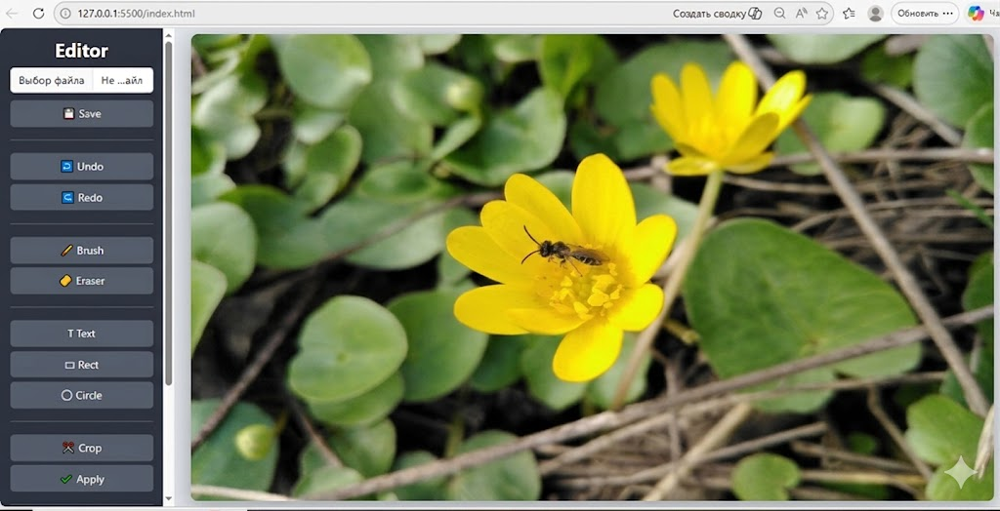 127.0.0.1:5500/index.html
Создать сводку
Обновить
Editor
Выбор файла Не ...айл
Save
Undo
Redo
Brush
Eraser
T Text
Rect
Circle
Crop
Apply